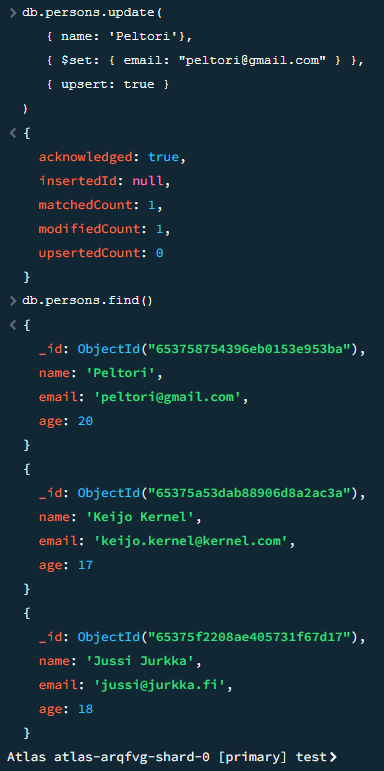 > db.persons.update(
    { name: 'Peltori'},
    { $set: { email: "peltori@gmail.com" } },
    { upsert: true }
  )
< {
    acknowledged: true,
    insertedId: null,
    matchedCount: 1,
    modifiedCount: 1,
    upsertedCount: 0
  }
> db.persons.find()
< {
    _id: ObjectId("653758754396eb0153e953ba"),
    name: 'Peltori',
    email: 'peltori@gmail.com',
    age: 20
  }
  {
    _id: ObjectId("65375a53dab88906d8a2ac3a"),
    name: 'Keijo Kernel',
    email: 'keijo.kernel@kernel.com',
    age: 17
  }
  {
    _id: ObjectId("65375f2208ae405731f67d17"),
    name: 'Jussi Jurkka',
    email: 'jussi@jurkka.fi',
    age: 18
  }
Atlas atlas-arqfvg-shard-0 [primary] test>